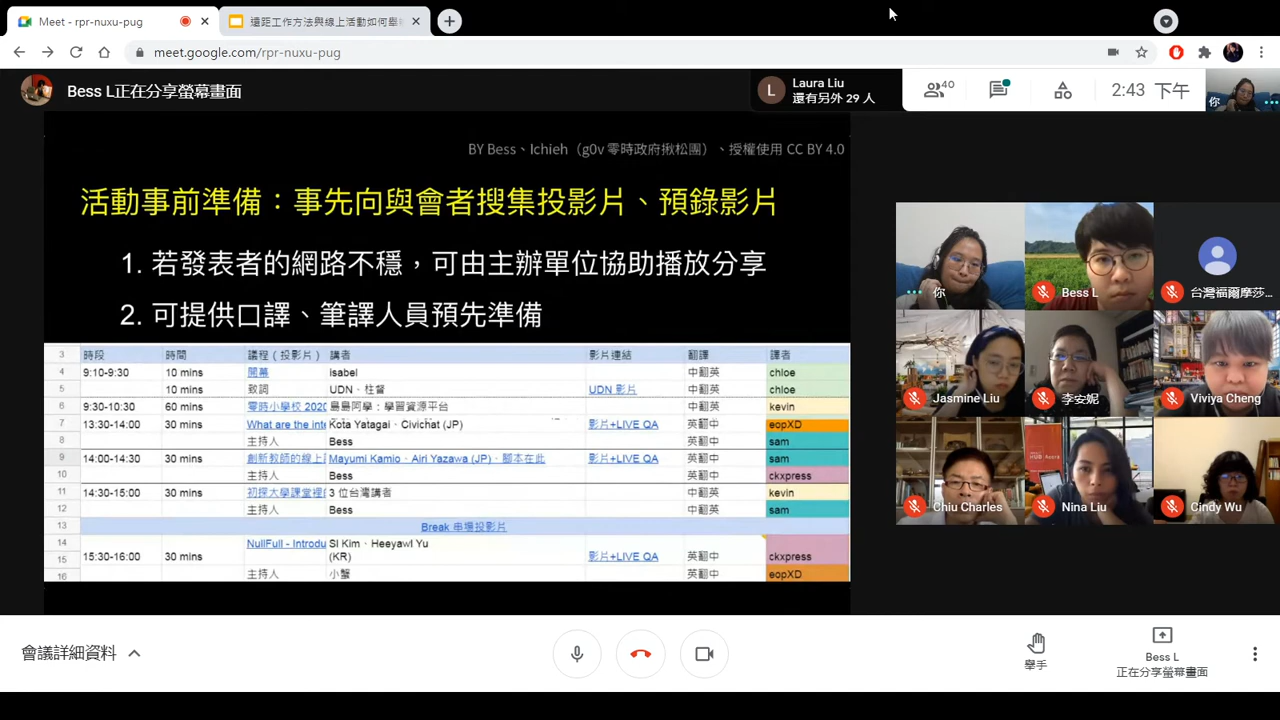 Meet - rpr-nuxu-pug
遠距工作方法與線上活動如何舉辦
meet.google.com/rpr-nuxu-pug
Bess L正在分享螢幕畫面
L
Laura Liu
還有另外 29 人
40
2:43 下午
你
BY Bess、Ichieh（g0v 零時政府揪松團）、授權使用 CC BY 4.0
活動事前準備：事先向與會者搜集投影片、預錄影片
1. 若發表者的網路不穩，可由主辦單位協助播放分享
2. 可提供口譯、筆譯人員預先準備
3 時段 時間 議程（投影片） 講者 影片連結 翻譯 譯者
4 9:10-9:30 10 mins 開幕 isabel 中翻英 chloe
5 10 mins 致詞 UDN、柱督 UDN 影片 中翻英 chloe
6 9:30-10:30 60 mins 零時小學校 202 島島阿學：學習資源平台 中翻英 kevin
7 13:30-14:00 30 mins What are the inte Kota Yatagai、Civichat (JP) 影片+LIVE QA 英翻中 eopXD
8 主持人 Bess 中翻英 sam
9 14:00-14:30 30 mins 創新教師的線上 Mayumi Kamio、Airi Yazawa (JP)、腳本在此 影片+LIVE QA 英翻中 sam
10 主持人 Bess 中翻英 ckxpress
11 14:30-15:00 30 mins 初探大學課堂裡 3 位台灣講者 中翻英 kevin
12 主持人 Bess 中翻英 sam
13 Break 串場投影片
14 NullFull - Introdu SI Kim、Heeyawl Yu
15 15:30-16:00 30 mins (KR) 影片+LIVE QA 英翻中 ckxpress
16 主持人 小蟹 英翻中 eopXD
你
Bess L
台灣福爾摩莎...
Jasmine Liu
李安妮
Viviya Cheng
Chiu Charles
Nina Liu
Cindy Wu
會議詳細資料
舉手
Bess L
正在分享螢幕畫面